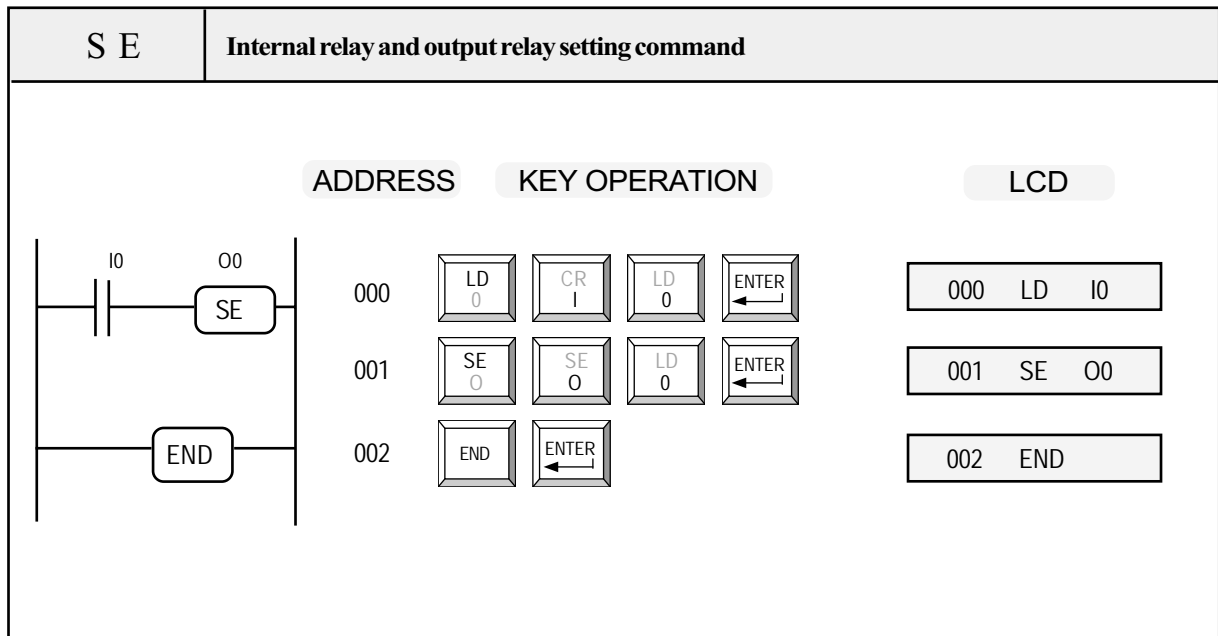 S E Internal relay and output relay setting command
ADDRESS KEY OPERATION LCD
I0 O0
SE
000 LD 0 CR I LD 0 ENTER 000 LD I0
001 SE O SE O LD 0 ENTER 001 SE O0
END
002 END ENTER 002 END